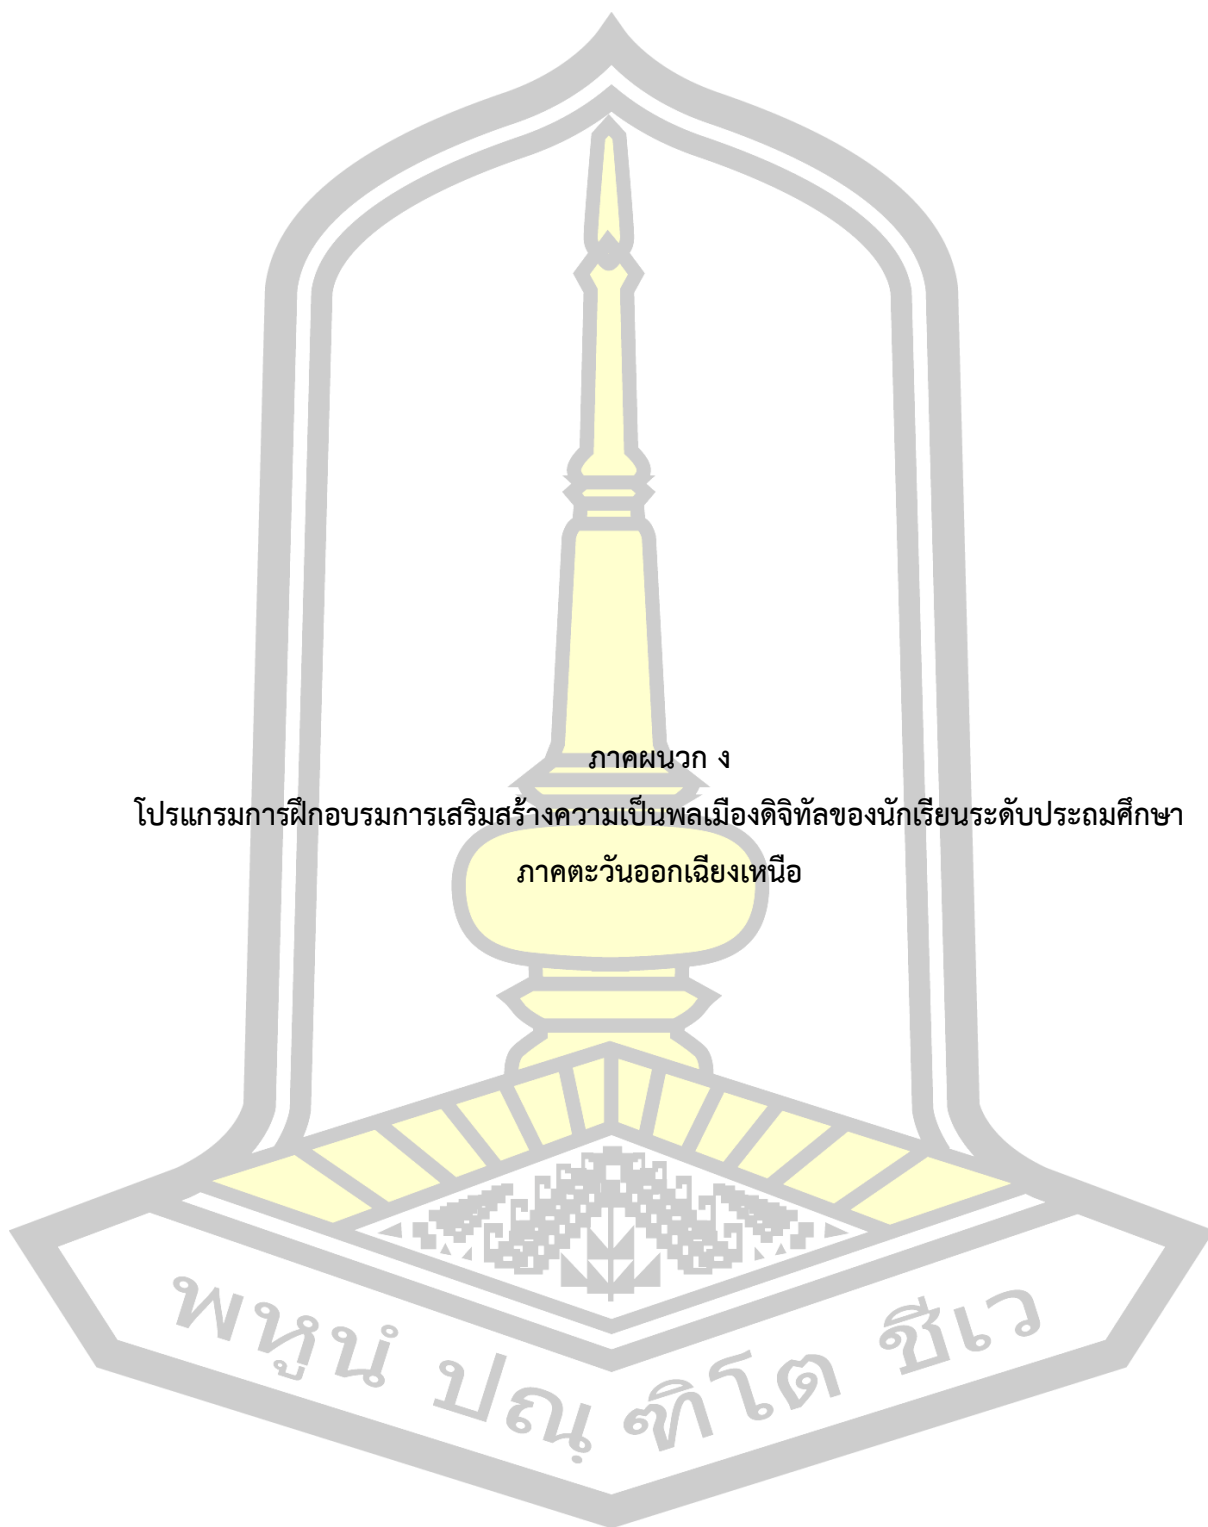 ภาคผนวก ง
โปรแกรมการฝึกอบรมการเสริมสร้างความเป็นพลเมืองดิจิทัลของนักเรียนระดับประถมศึกษา
ภาคตะวันออกเฉียงเหนือ
พหูนํ ปณฺฑิโต ชีเว